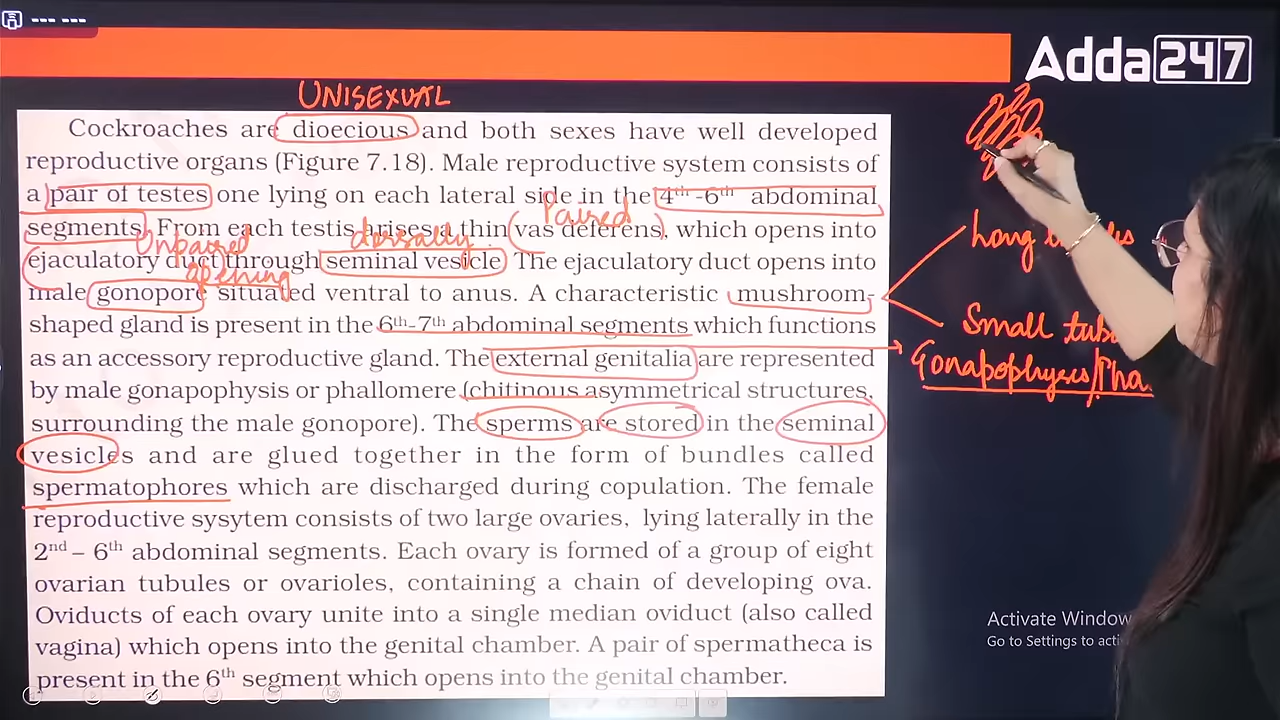 Adda247
UNISEXUAL
Cockroaches are dioecious and both sexes have well developed
reproductive organs (Figure 7.18). Male reproductive system consists of
a pair of testes one lying on each lateral side in the 4th -6th abdominal
Paired
segments. From each testis arises a thin vas deferens, which opens into
Unpaired dorsally
ejaculatory duct through seminal vesicle. The ejaculatory duct opens into
opening
male gonopore situated ventral to anus. A characteristic mushroom-
shaped gland is present in the 6th-7th abdominal segments which functions
as an accessory reproductive gland. The external genitalia are represented
by male gonapophysis or phallomere (chitinous asymmetrical structures,
surrounding the male gonopore). The sperms are stored in the seminal
vesicles and are glued together in the form of bundles called
spermatophores which are discharged during copulation. The female
reproductive sysytem consists of two large ovaries, lying laterally in the
2nd – 6th abdominal segments. Each ovary is formed of a group of eight
ovarian tubules or ovarioles, containing a chain of developing ova.
Oviducts of each ovary unite into a single median oviduct (also called
vagina) which opens into the genital chamber. A pair of spermatheca is
present in the 6th segment which opens into the genital chamber.
Long
Small
Gonapophyses/
Activate Window
Go to Settings to